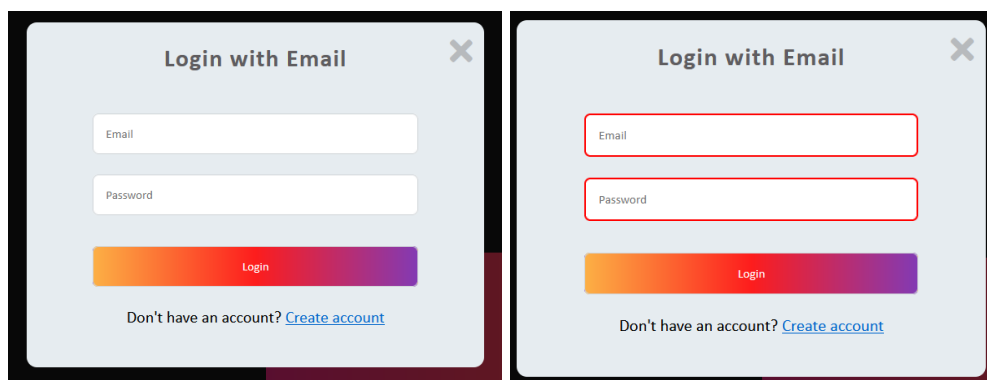 Login with Email
Email
Password
Login
Don't have an account? Create account
Login with Email
Email
Password
Login
Don't have an account? Create account